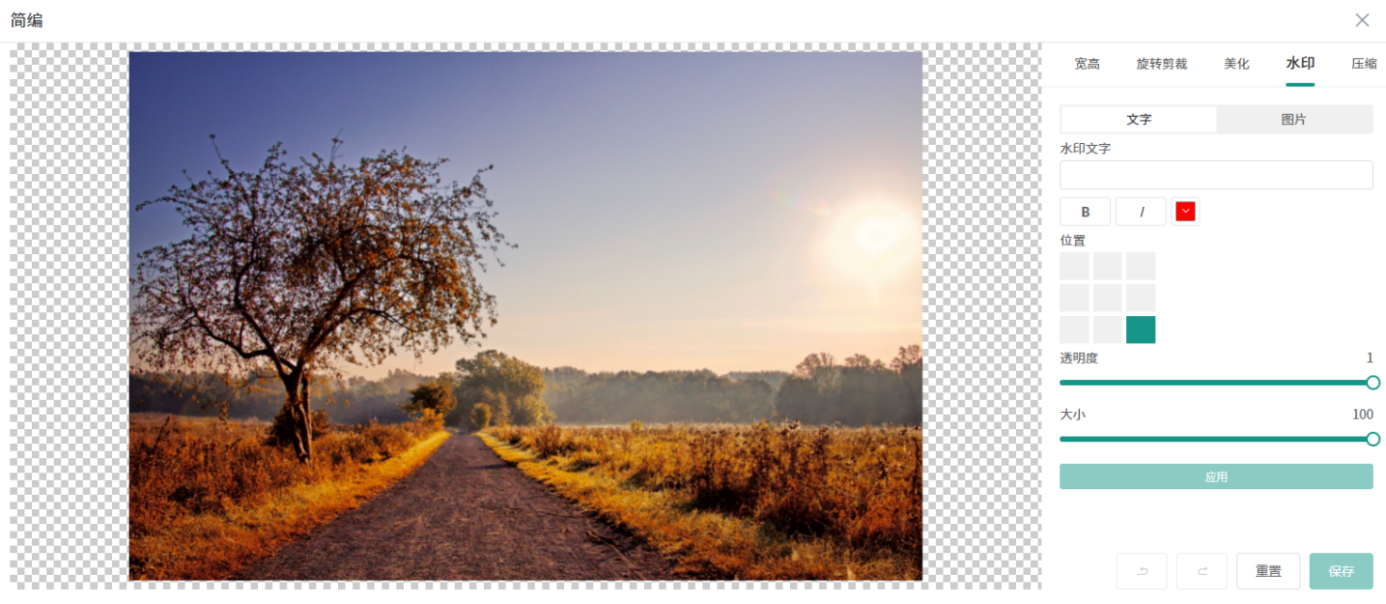 简编
宽高 旋转剪裁 美化 水印 压缩
文字 图片
水印文字
B I
位置
透明度 1
大小 100
应用
重置 保存